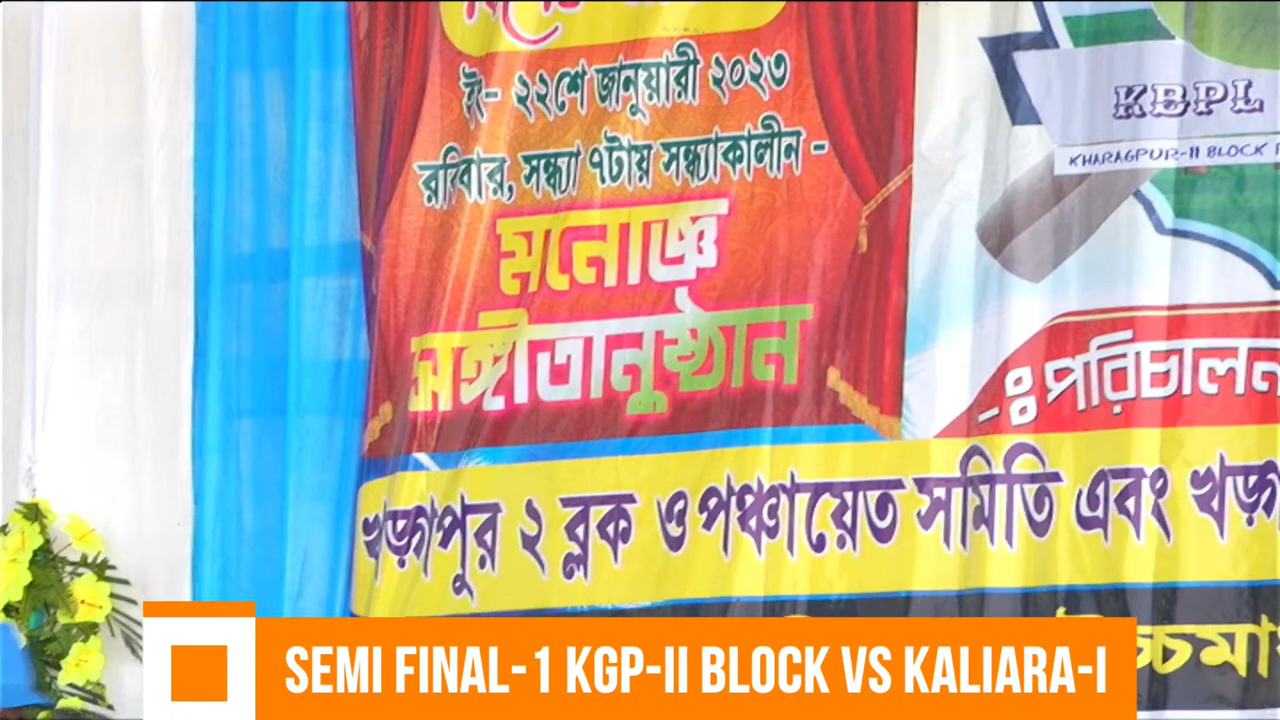 ইং- ২২শে জানুয়ারী ২০২৩
রবিবার, সন্ধ্যা ৭টায় সন্ধ্যাকালীন -
মনোজ্ঞ
সঙ্গীতানুষ্ঠান
KBPL
KHARAGPUR-II BLOCK
-ঃ পরিচালন
খড়্গপুর ২ ব্লক ও পঞ্চায়েত সমিতি এবং খড়্গ
SEMI FINAL-1 KGP-II BLOCK VS KALIARA-I